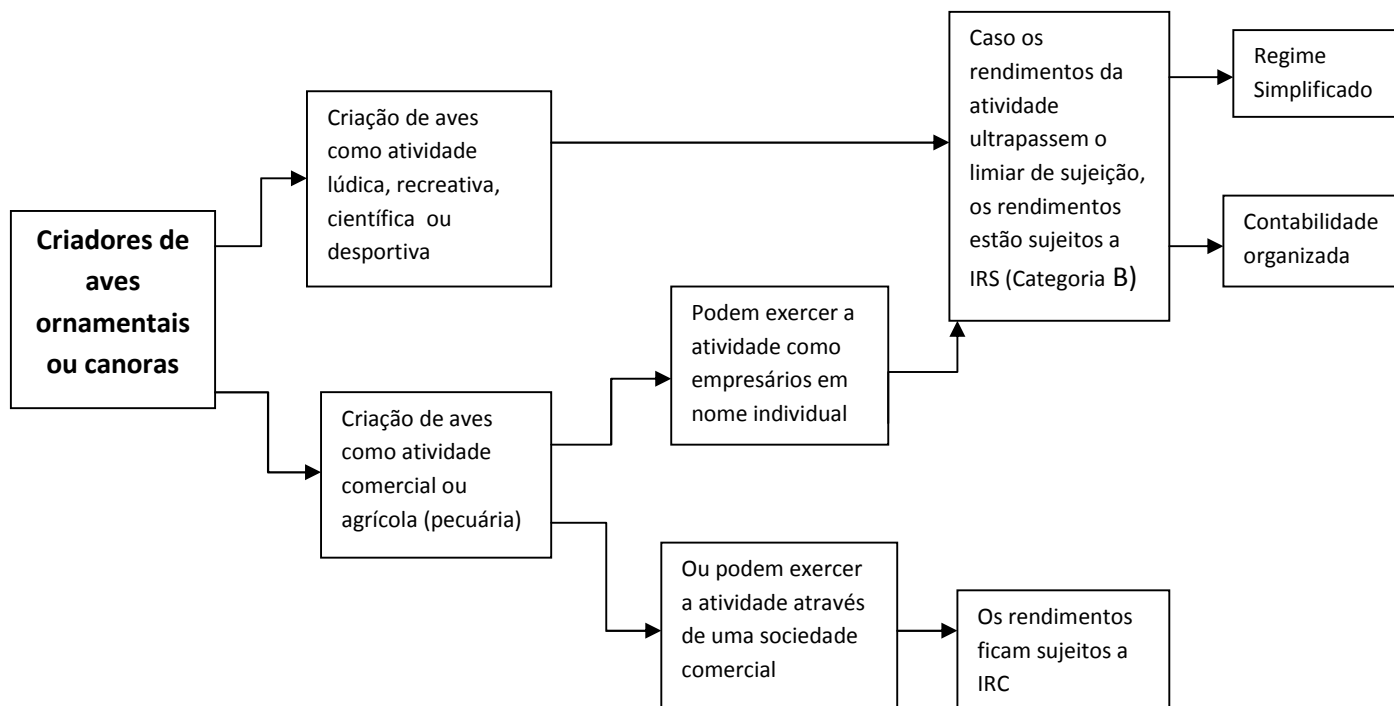 Criadores de
aves
ornamentais
ou canoras
Criação de aves
como atividade
lúdica, recreativa,
científica ou
desportiva
Criação de aves
como atividade
comercial ou
agrícola (pecuária)
Podem exercer a
atividade como
empresários em
nome individual
Ou podem exercer
a atividade através
de uma sociedade
comercial
Caso os
rendimentos da
atividade
ultrapassem o
limiar de sujeição,
os rendimentos
estão sujeitos a
IRS (Categoria B)
Os rendimentos
ficam sujeitos a
IRC
Regime
Simplificado
Contabilidade
organizada